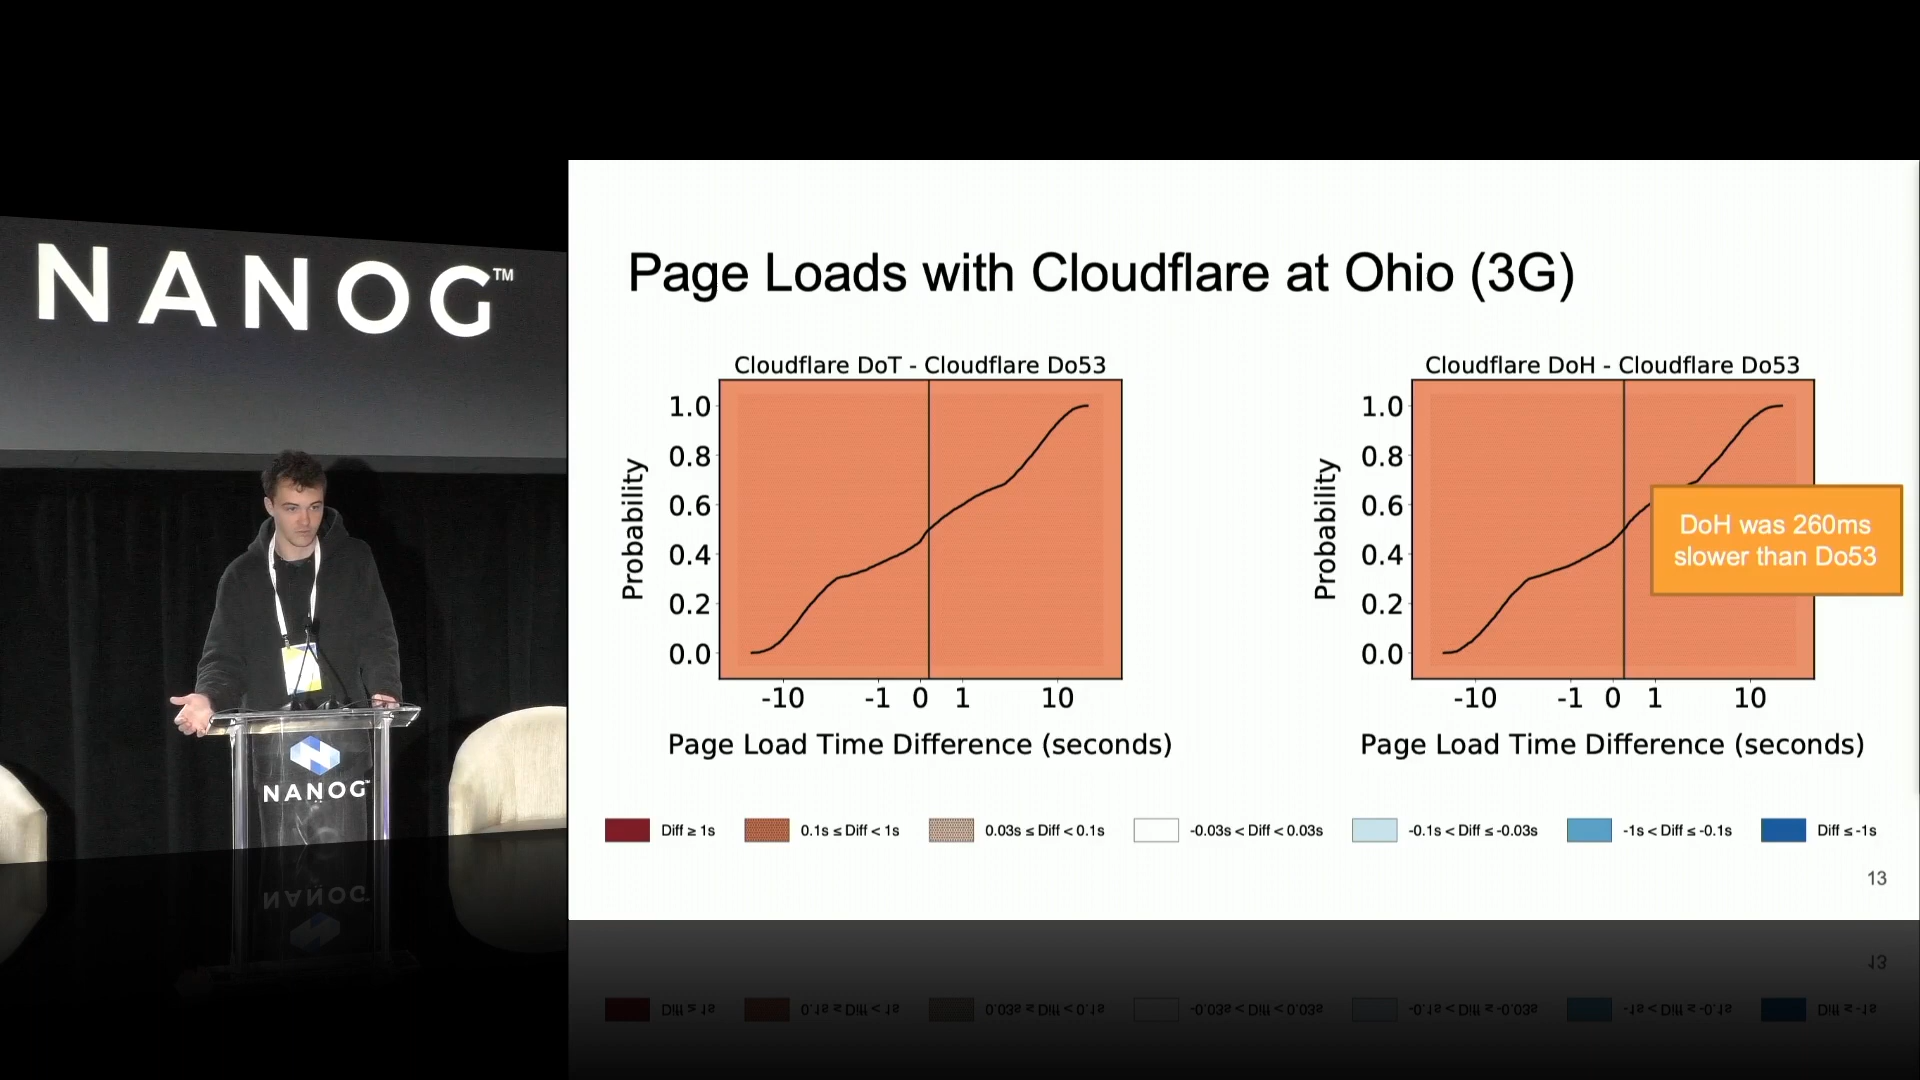 NANOG™
NANOG™
Page Loads with Cloudflare at Ohio (3G)
Cloudflare DoT - Cloudflare Do53
Probability
1.0
0.8
0.6
0.4
0.2
0.0
-10 -1 0 1 10
Page Load Time Difference (seconds)
Cloudflare DoH - Cloudflare Do53
Probability
1.0
0.8
0.6
0.4
0.2
0.0
-10 -1 0 1 10
Page Load Time Difference (seconds)
DoH was 260ms
slower than Do53
Diff ≥ 1s
0.1s ≤ Diff < 1s
0.03s ≤ Diff < 0.1s
-0.03s < Diff < 0.03s
-0.1s < Diff ≤ -0.03s
-1s < Diff ≤ -0.1s
Diff ≤ -1s
13